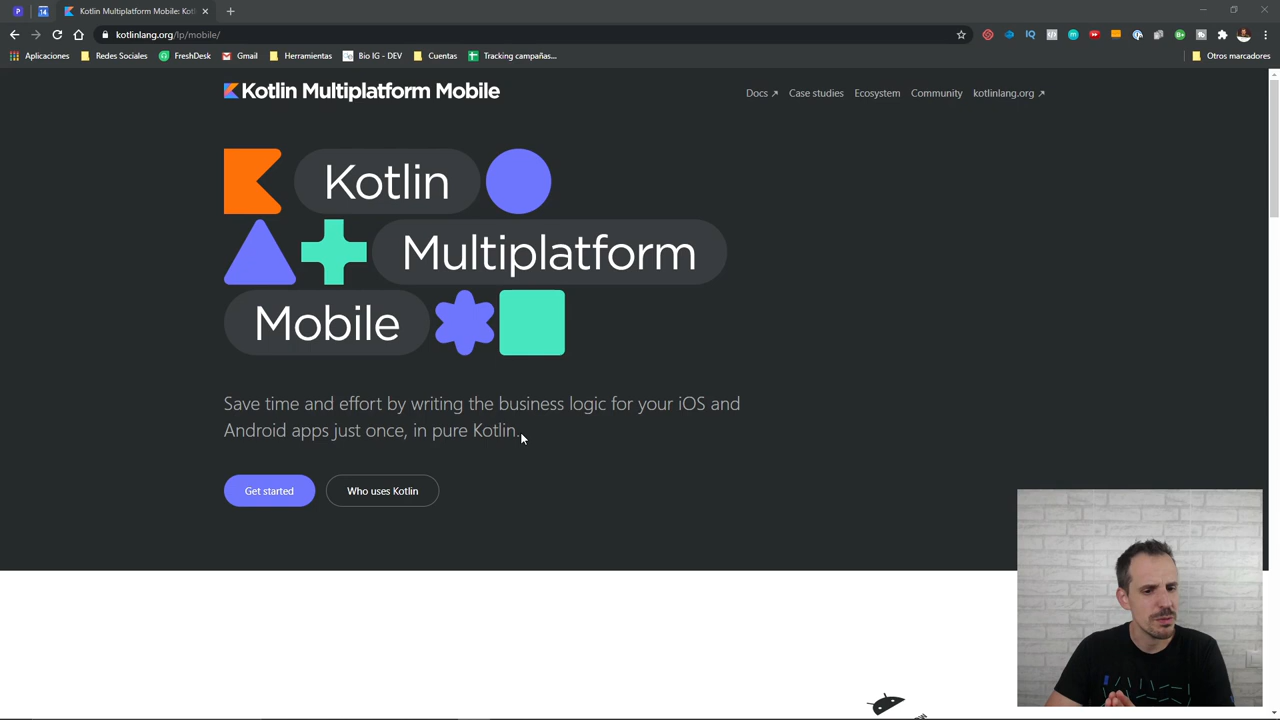 Kotlin Multiplatform Mobile: Kotl
kotlinlang.org/lp/mobile/
Aplicaciones
Redes Sociales
FreshDesk
Gmail
Herramientas
Bio IG - DEV
Cuentas
Tracking campañas...
Otros marcadores
Kotlin Multiplatform Mobile
Docs ↗
Case studies
Ecosystem
Community
kotlinlang.org ↗
Kotlin
Multiplatform
Mobile
Save time and effort by writing the business logic for your iOS and
Android apps just once, in pure Kotlin.
Get started
Who uses Kotlin